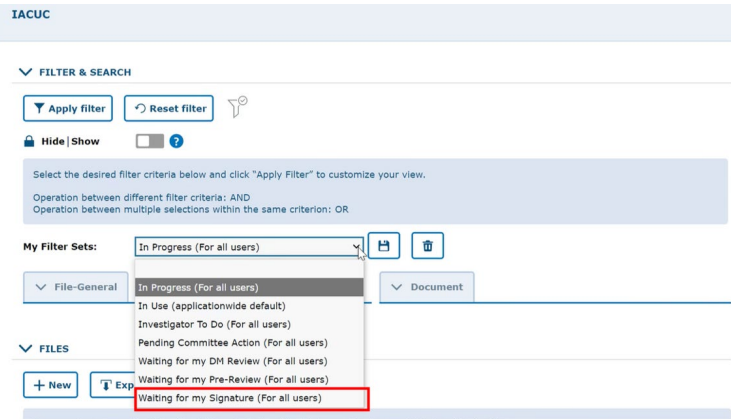 IACUC
FILTER & SEARCH
Apply filter
Reset filter
Hide|Show
?
Select the desired filter criteria below and click "Apply Filter" to customize your view.
Operation between different filter criteria: AND
Operation between multiple selections within the same criterion: OR
My Filter Sets:
In Progress (For all users)
File-General
Document
In Progress (For all users)
In Use (applicationwide default)
Investigator To Do (For all users)
Pending Committee Action (For all users)
Waiting for my DM Review (For all users)
Waiting for my Pre-Review (For all users)
Waiting for my Signature (For all users)
FILES
+ New
Exp